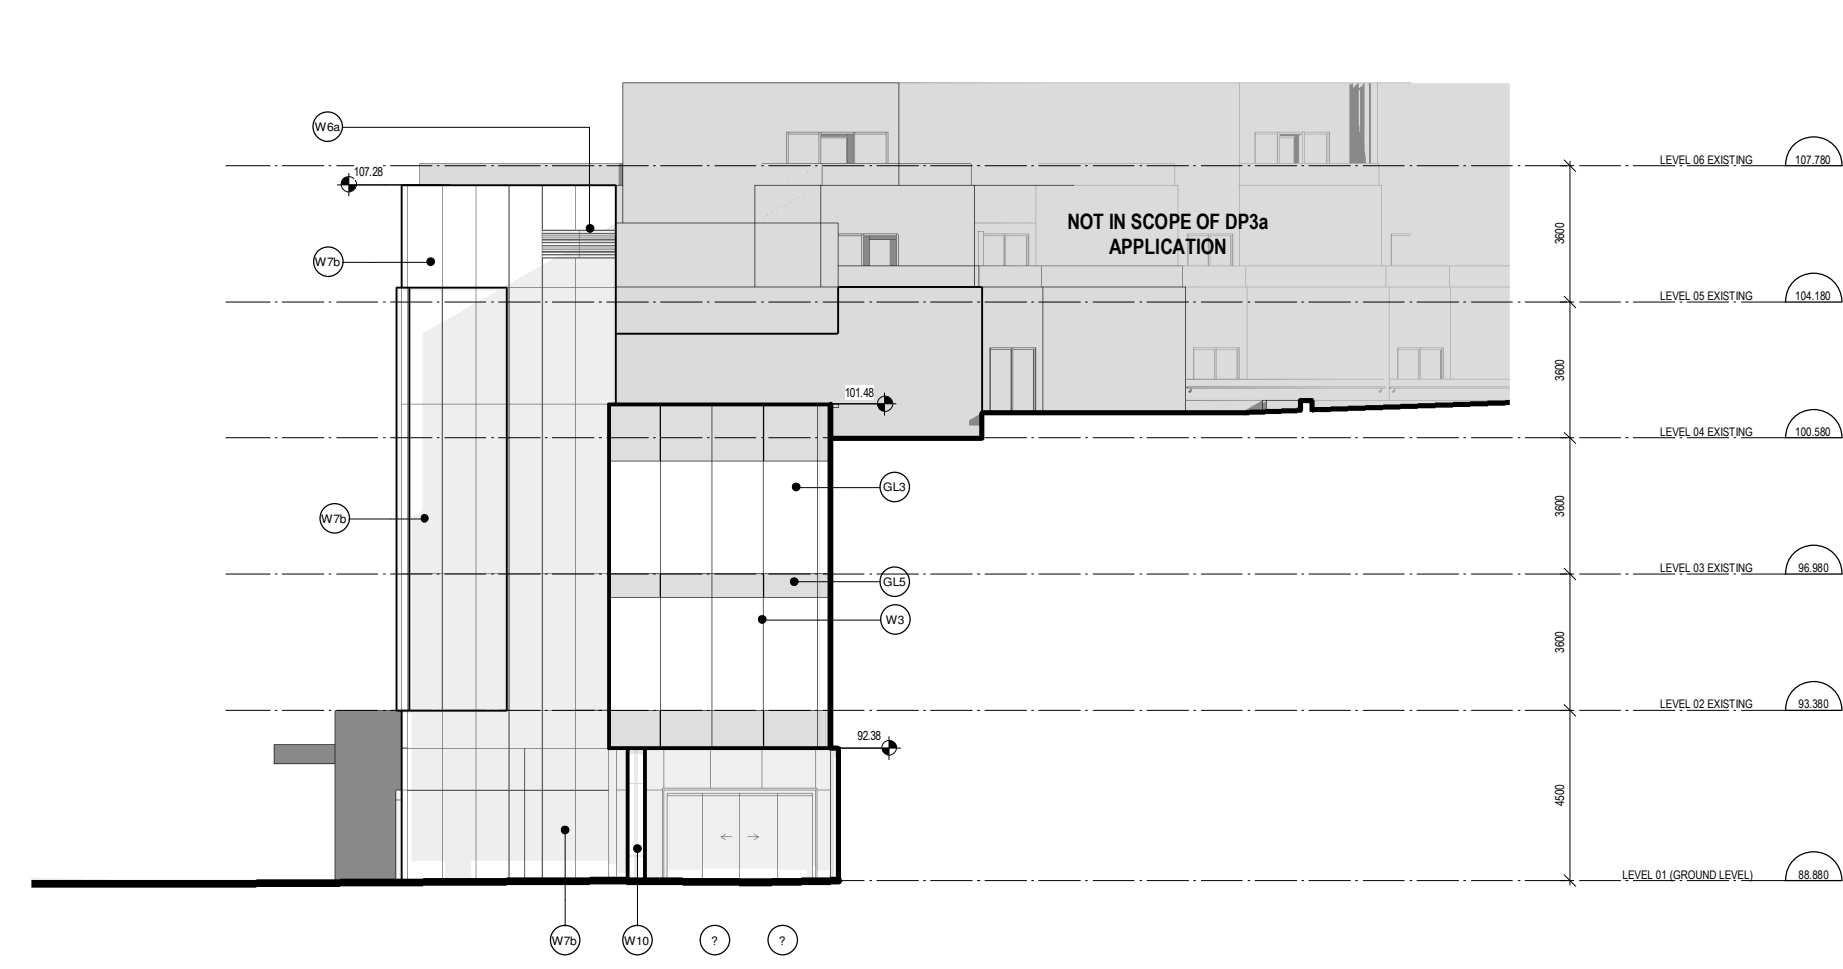 W6a
107.28
LEVEL 06 EXISTING 107.780
NOT IN SCOPE OF DP3a
APPLICATION
3600
W7b
LEVEL 05 EXISTING 104.180
3600
101.48
LEVEL 04 EXISTING 100.580
GL3
3600
W7b
LEVEL 03 EXISTING 96.980
GL5
W3
3600
LEVEL 02 EXISTING 93.380
92.38
4500
LEVEL 01 (GROUND LEVEL) 88.880
W7b W10 ? ?